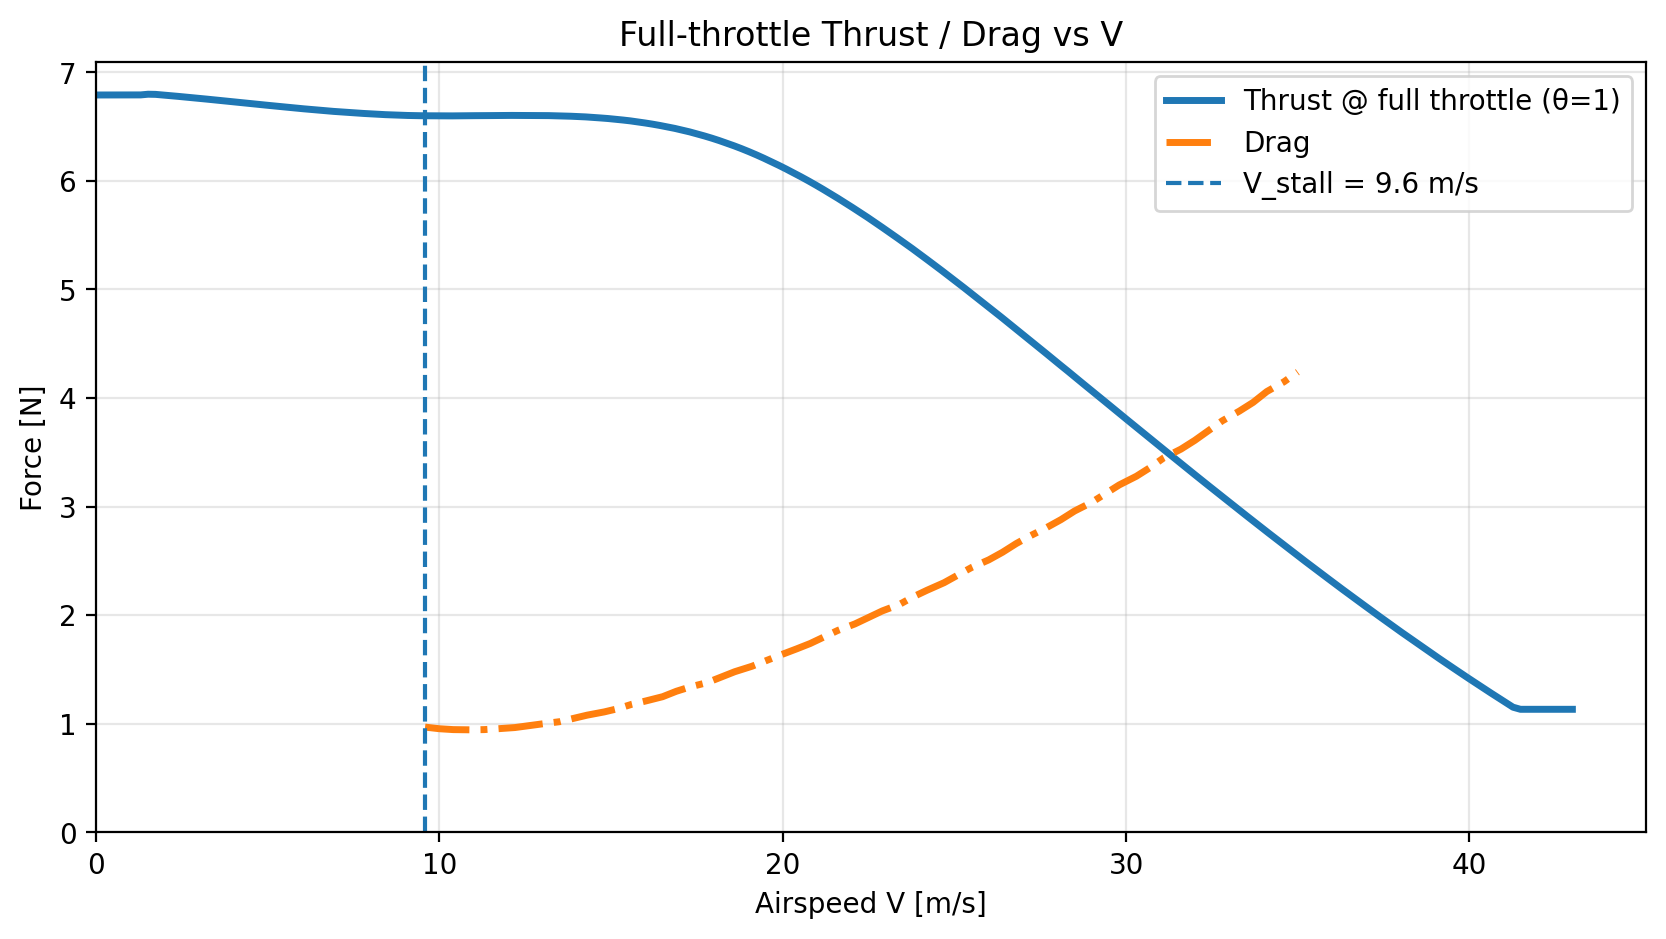 Full-throttle Thrust / Drag vs V
Thrust @ full throttle (θ=1)
Drag
V_stall = 9.6 m/s
Force [N]
7
6
5
4
3
2
1
0
0 10 20 30 40
Airspeed V [m/s]